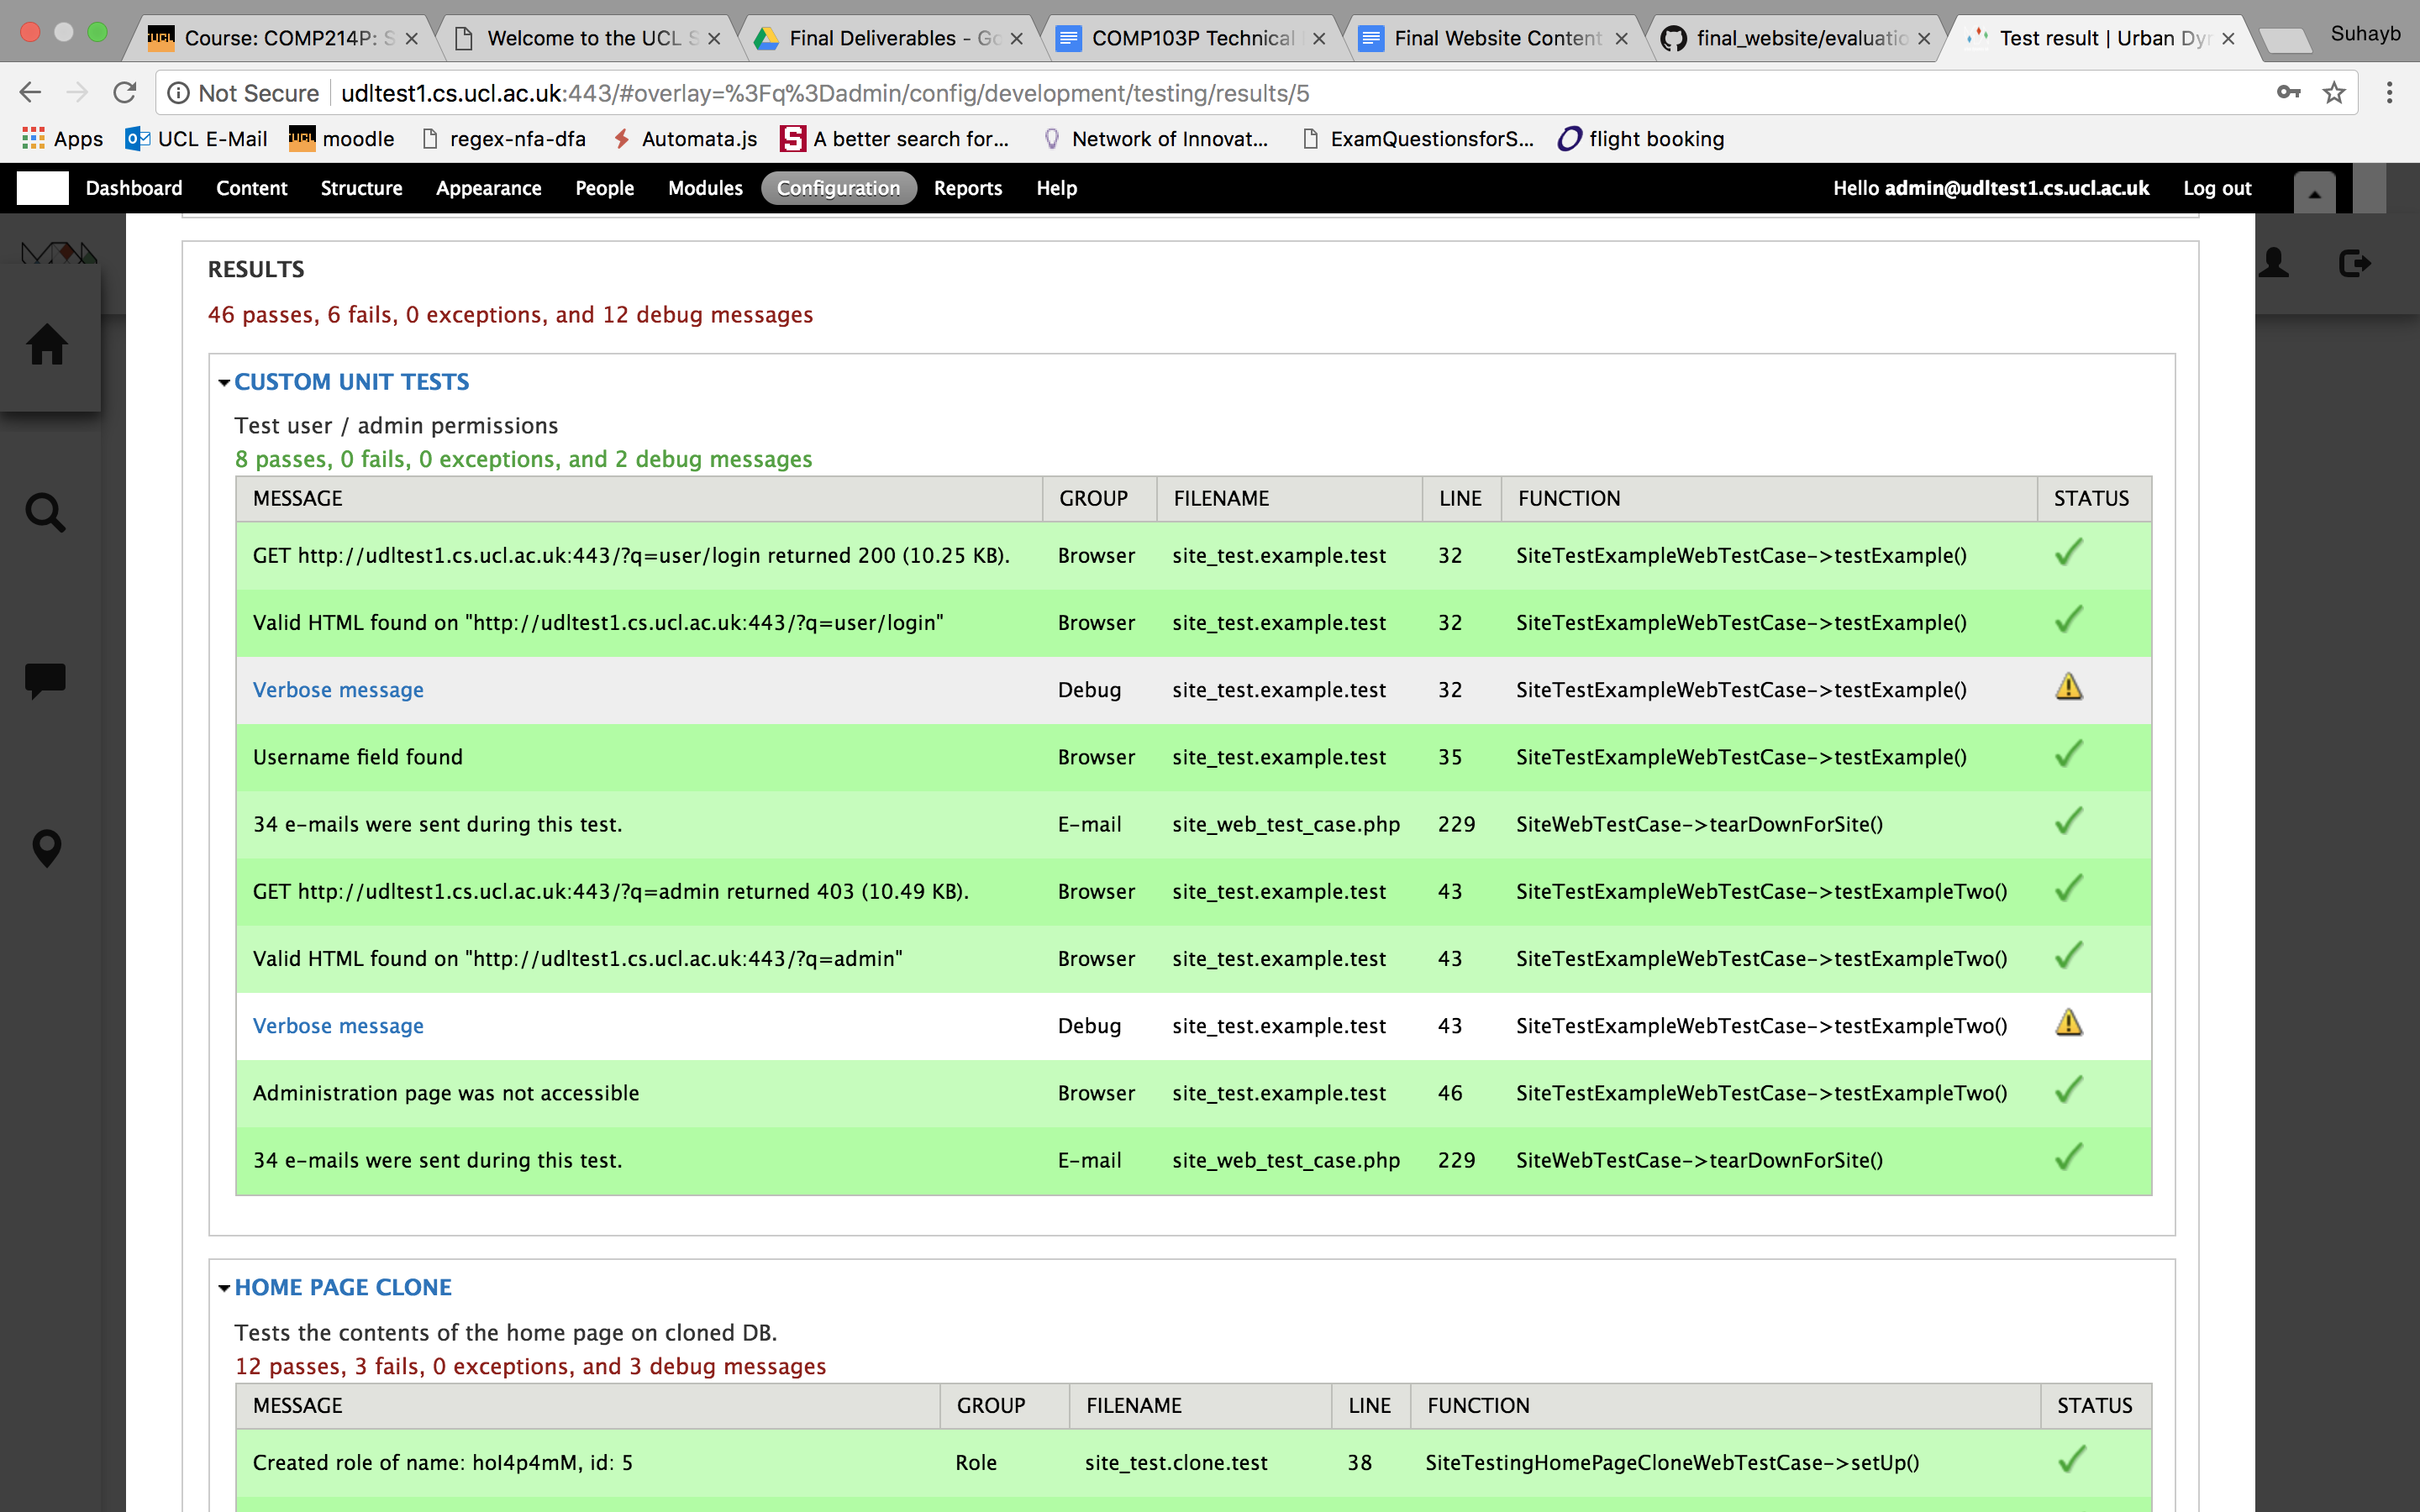 Course: COMP214P: S
Welcome to the UCL S
Final Deliverables - Go
COMP103P Technical
Final Website Content
final_website/evaluatio
Test result | Urban Dyn
Suhayb
Not Secure
udltest1.cs.ucl.ac.uk:443/#overlay=%3Fq%3Dadmin/config/development/testing/results/5
Apps
UCL E-Mail
moodle
regex-nfa-dfa
Automata.js
A better search for...
Network of Innovat...
ExamQuestionsforS...
flight booking
Dashboard Content Structure Appearance People Modules Configuration Reports Help
Hello admin@udltest1.cs.ucl.ac.uk Log out
RESULTS
46 passes, 6 fails, 0 exceptions, and 12 debug messages
CUSTOM UNIT TESTS
Test user / admin permissions
8 passes, 0 fails, 0 exceptions, and 2 debug messages
MESSAGE GROUP FILENAME LINE FUNCTION STATUS
GET http://udltest1.cs.ucl.ac.uk:443/?q=user/login returned 200 (10.25 KB). Browser site_test.example.test 32 SiteTestExampleWebTestCase->testExample()
Valid HTML found on "http://udltest1.cs.ucl.ac.uk:443/?q=user/login" Browser site_test.example.test 32 SiteTestExampleWebTestCase->testExample()
Verbose message Debug site_test.example.test 32 SiteTestExampleWebTestCase->testExample()
Username field found Browser site_test.example.test 35 SiteTestExampleWebTestCase->testExample()
34 e-mails were sent during this test. E-mail site_web_test_case.php 229 SiteWebTestCase->tearDownForSite()
GET http://udltest1.cs.ucl.ac.uk:443/?q=admin returned 403 (10.49 KB). Browser site_test.example.test 43 SiteTestExampleWebTestCase->testExampleTwo()
Valid HTML found on "http://udltest1.cs.ucl.ac.uk:443/?q=admin" Browser site_test.example.test 43 SiteTestExampleWebTestCase->testExampleTwo()
Verbose message Debug site_test.example.test 43 SiteTestExampleWebTestCase->testExampleTwo()
Administration page was not accessible Browser site_test.example.test 46 SiteTestExampleWebTestCase->testExampleTwo()
34 e-mails were sent during this test. E-mail site_web_test_case.php 229 SiteWebTestCase->tearDownForSite()
HOME PAGE CLONE
Tests the contents of the home page on cloned DB.
12 passes, 3 fails, 0 exceptions, and 3 debug messages
MESSAGE GROUP FILENAME LINE FUNCTION STATUS
Created role of name: hoI4p4mM, id: 5 Role site_test.clone.test 38 SiteTestingHomePageCloneWebTestCase->setUp()